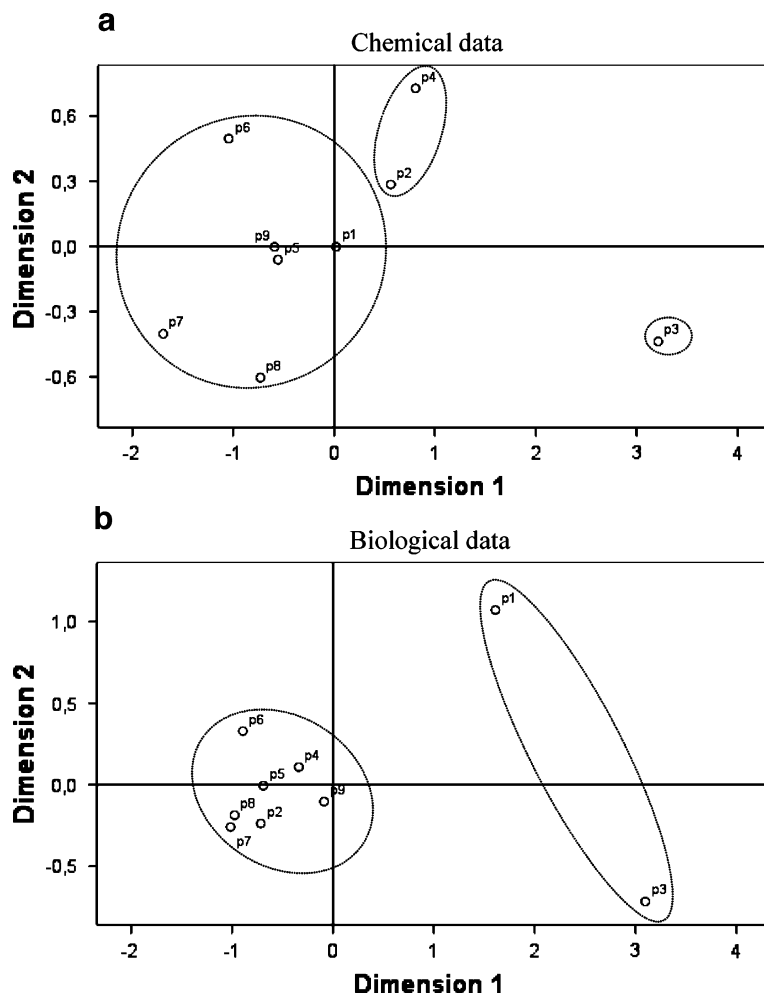 a
Chemical data
Dimension 2
0,6
0,3
0,0
-0,3
-0,6
p4
p6
p2
p9
p5
p1
p7
p8
p3
-2
-1
0
1
2
3
4
Dimension 1
b
Biological data
Dimension 2
1,0
0,5
0,0
-0,5
p1
p6
p4
p5
p9
p8
p2
p7
p3
-2
-1
0
1
2
3
4
Dimension 1